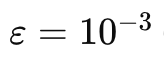 ε = 10⁻³